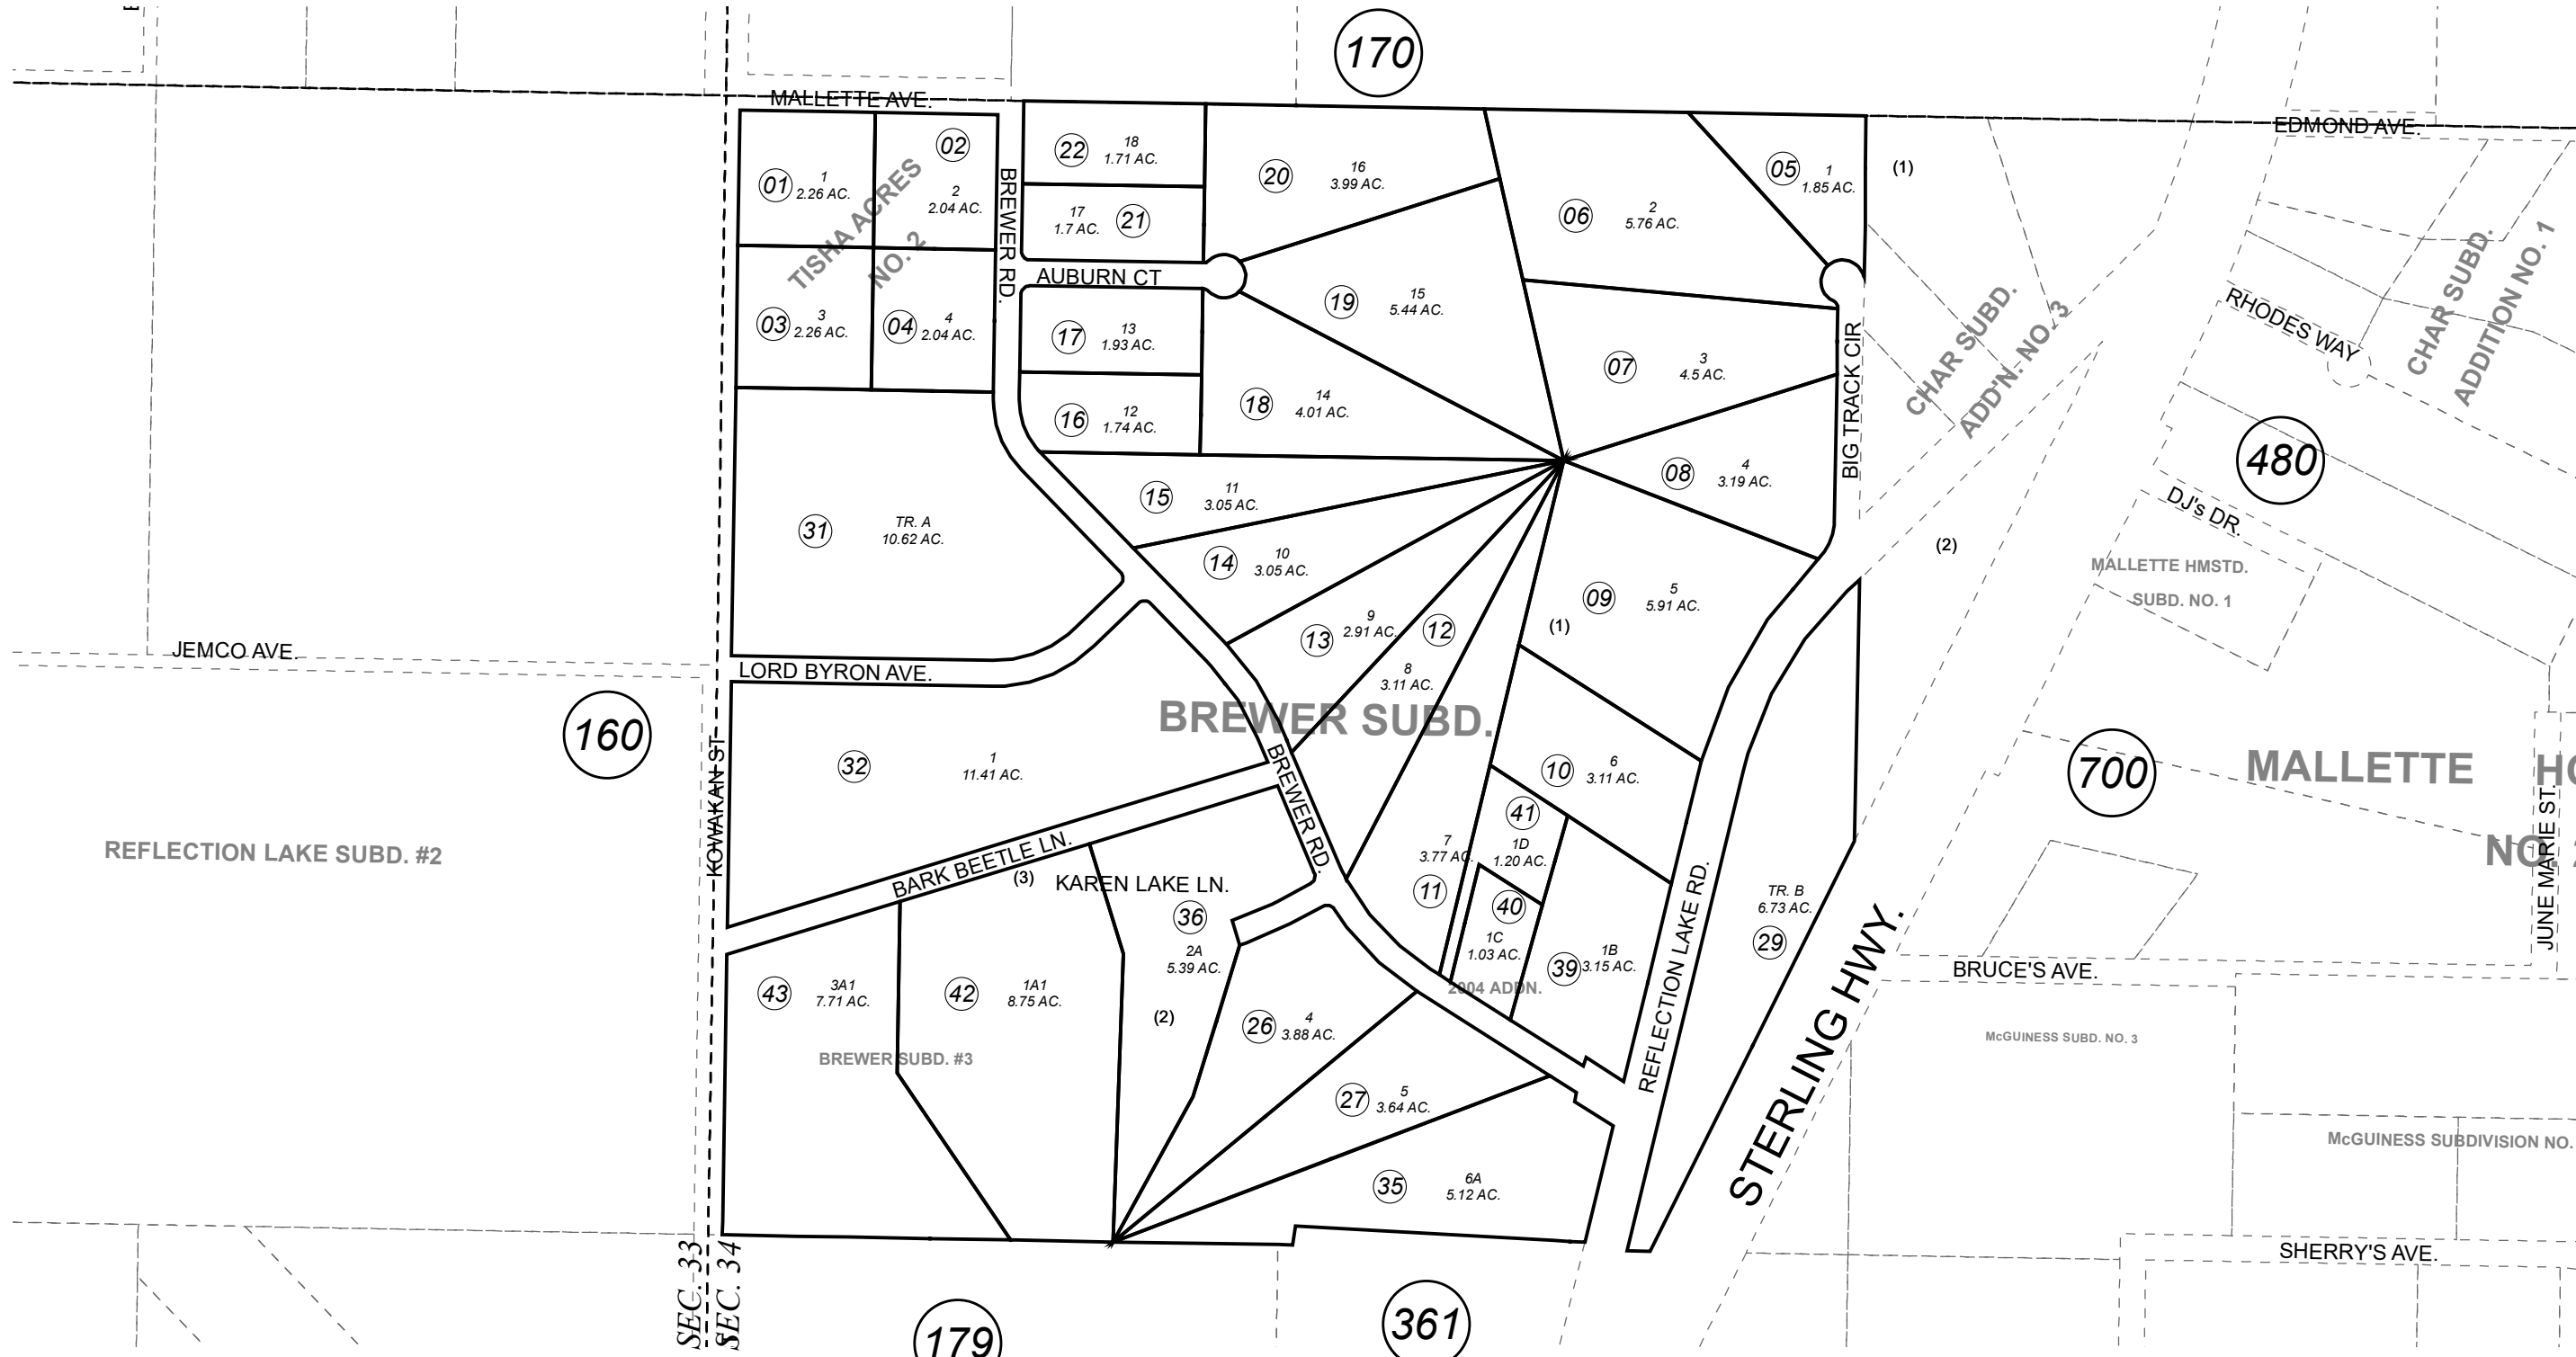 170
MALLETTE AVE.
EDMOND AVE.
01
1
2.26 AC.
02
2
2.04 AC.
TISHA ACRES
NO. 2
03
3
2.26 AC.
04
4
2.04 AC.
BREWER RD.
22
18
1.71 AC.
17
1.7 AC.
21
AUBURN CT
17
13
1.93 AC.
16
12
1.74 AC.
20
16
3.99 AC.
19
15
5.44 AC.
18
14
4.01 AC.
06
2
5.76 AC.
05
1
1.85 AC.
(1)
07
3
4.5 AC.
08
4
3.19 AC.
BIG TRACK CIR
CHAR SUBD.
ADD'N. NO. 3
RHODES WAY
CHAR SUBD.
ADDITION NO. 1
480
DJ's DR.
(2)
MALLETTE HMSTD.
SUBD. NO. 1
31
TR. A
10.62 AC.
15
11
3.05 AC.
14
10
3.05 AC.
13
9
2.91 AC.
12
8
3.11 AC.
09
5
5.91 AC.
(1)
JEMCO AVE.
LORD BYRON AVE.
160
KOWAKAN ST
32
1
11.41 AC.
BREWER SUBD.
BREWER RD.
10
6
3.11 AC.
41
1D
1.20 AC.
7
3.77 AC.
11
40
1C
1.03 AC.
39
1B
3.15 AC.
2004 ADDN.
REFLECTION LAKE RD.
TR. B
6.73 AC.
29
STERLING HWY.
700
MALLETTE
NO.
JUNE MARIE ST.
BRUCE'S AVE.
REFLECTION LAKE SUBD. #2
BARK BEETLE LN.
(3)
KAREN LAKE LN.
36
2A
5.39 AC.
(2)
43
3A1
7.71 AC.
42
1A1
8.75 AC.
BREWER SUBD. #3
26
4
3.88 AC.
27
5
3.64 AC.
35
6A
5.12 AC.
McGUINESS SUBD. NO. 3
McGUINESS SUBDIVISION NO.
SHERRY'S AVE.
SEC. 33
SEC. 34
179
361